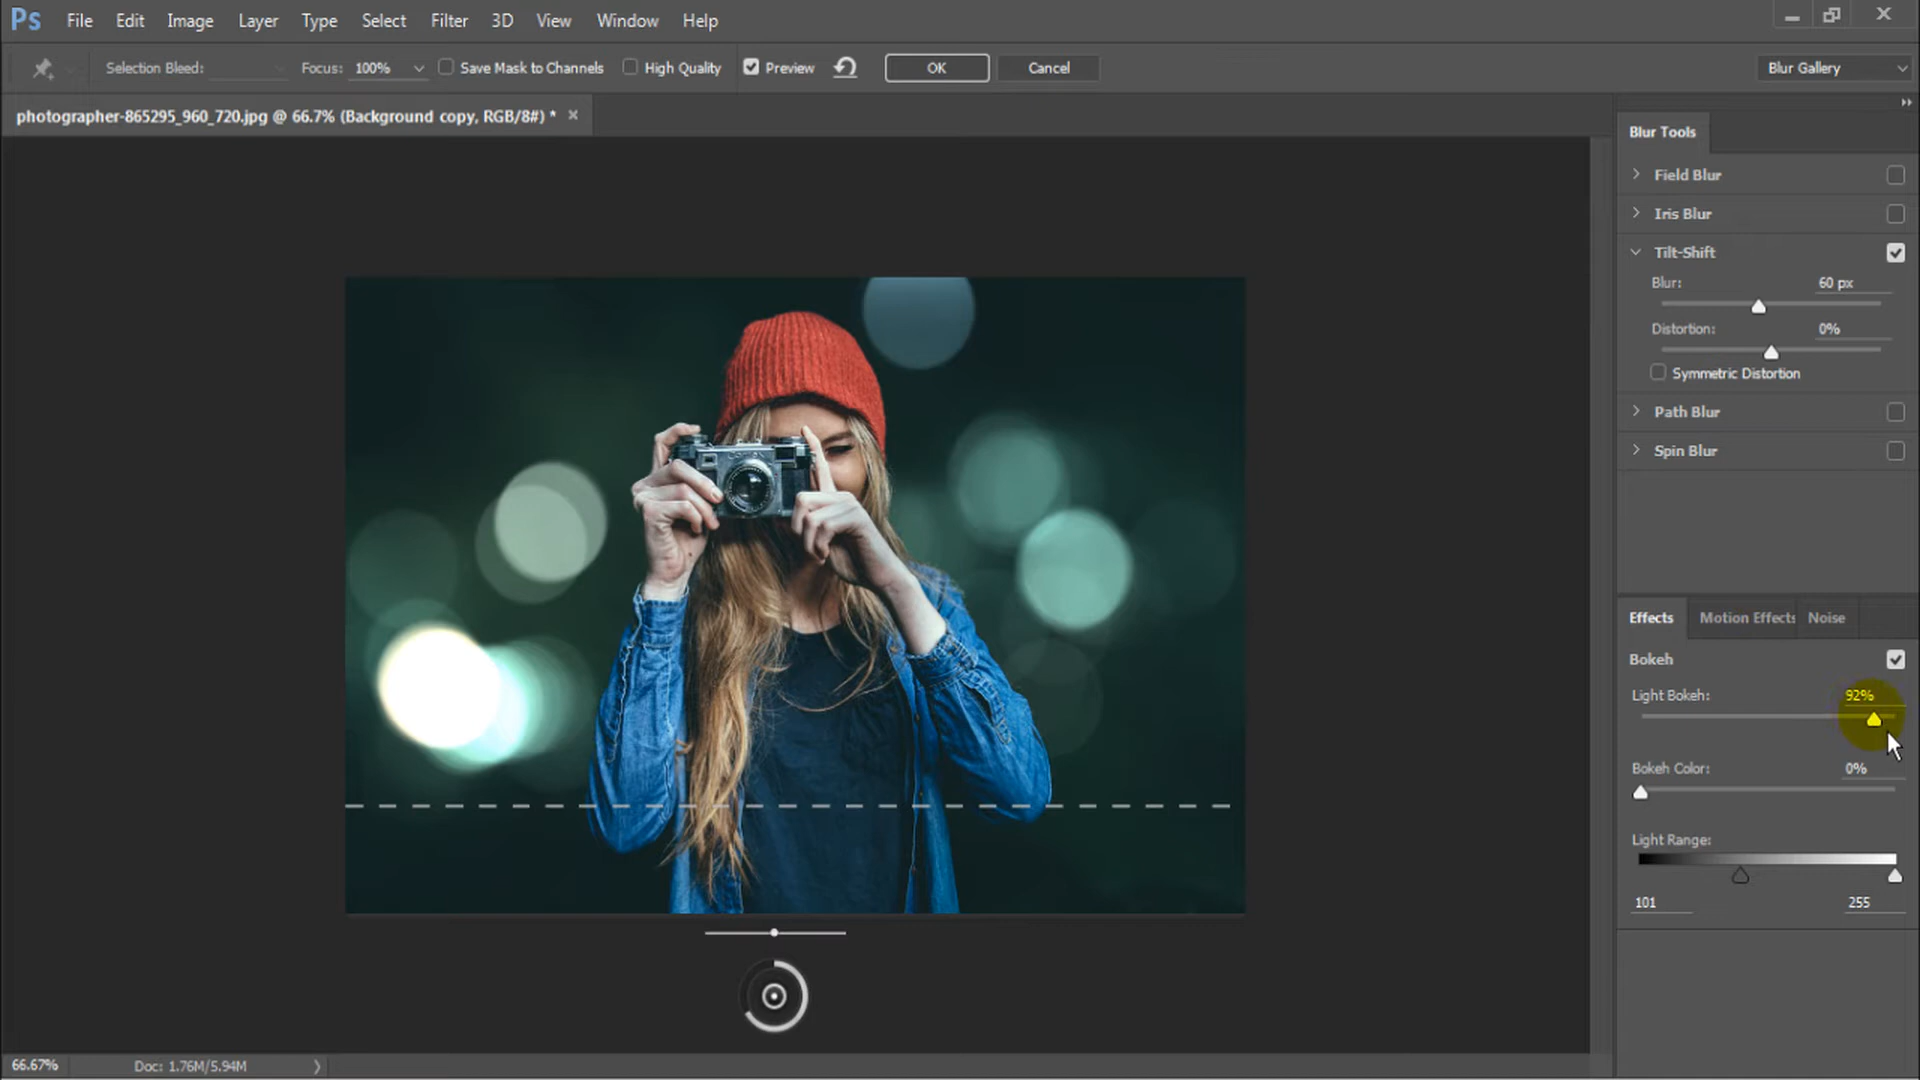 Ps File Edit Image Layer Type Select Filter 3D View Window Help
Selection Bleed: Focus: 100% Save Mask to Channels High Quality Preview OK Cancel Blur Gallery
photographer-865295_960_720.jpg @ 66.7% (Background copy, RGB/8#) * ×
Blur Tools
Field Blur
Iris Blur
Tilt-Shift
Blur: 60 px
Distortion: 0%
Symmetric Distortion
Path Blur
Spin Blur
Effects Motion Effects Noise
Bokeh
Light Bokeh: 92%
Bokeh Color: 0%
Light Range:
101 255
66.67% Doc: 1.76M/5.94M